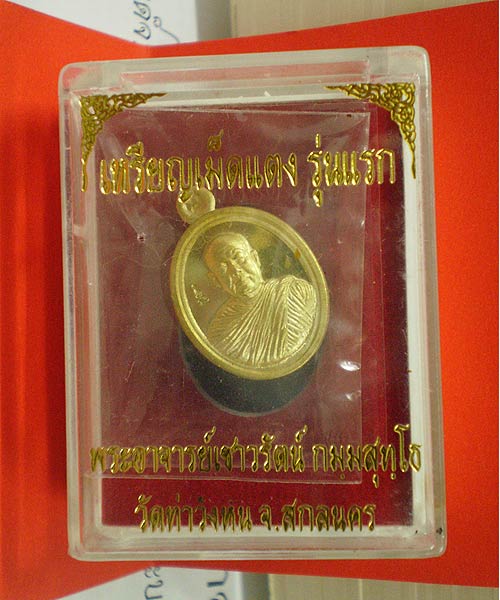 เหรียญเม็ดแตง รุ่นแรก
พระอาจารย์เชาวรัตน์ กมฺมสุทฺโธ
วัดท่าวังหิน จ.สกลนคร